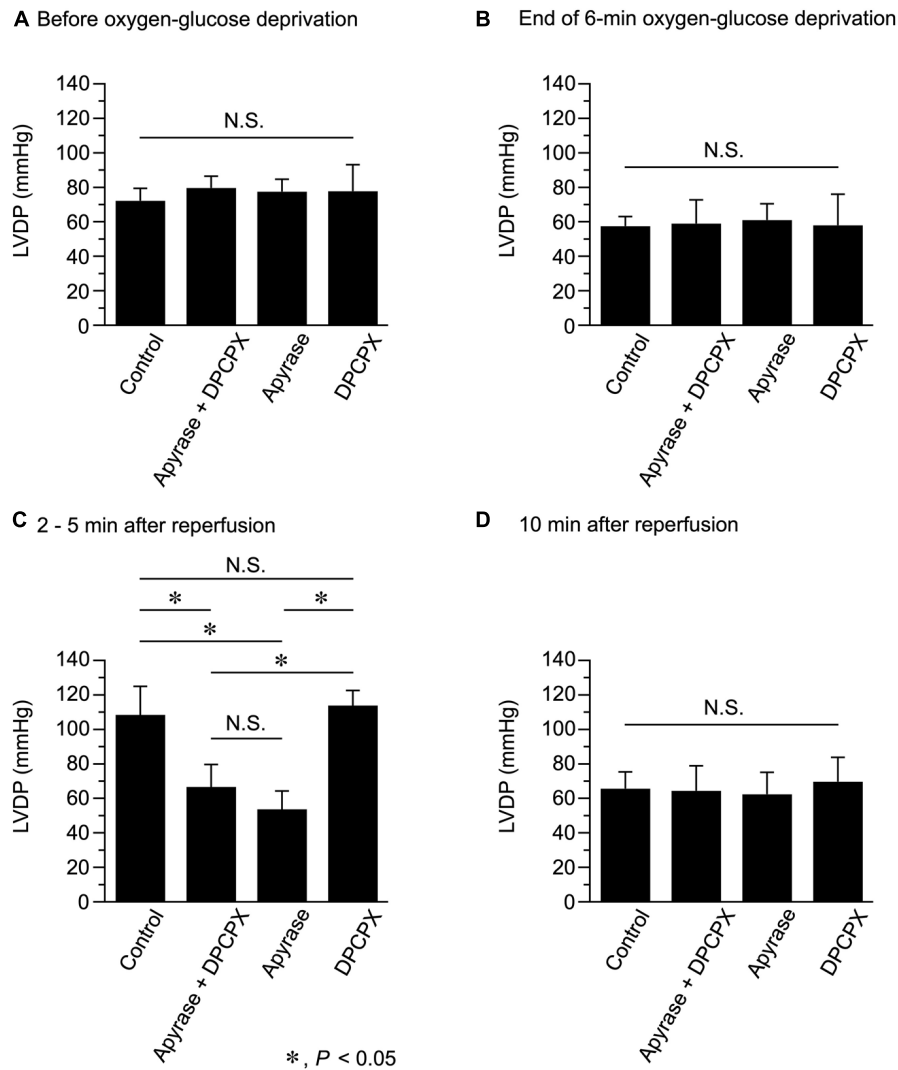 A Before oxygen-glucose deprivation
LVDP (mmHg)
140
120
100
80
60
40
20
0
N.S.
Control
Apyrase + DPCPX
Apyrase
DPCPX
B End of 6-min oxygen-glucose deprivation
LVDP (mmHg)
140
120
100
80
60
40
20
0
N.S.
Control
Apyrase + DPCPX
Apyrase
DPCPX
C 2 - 5 min after reperfusion
N.S.
* *
*
*
N.S.
LVDP (mmHg)
140
120
100
80
60
40
20
0
Control
Apyrase + DPCPX
Apyrase
DPCPX
*, P < 0.05
D 10 min after reperfusion
LVDP (mmHg)
140
120
100
80
60
40
20
0
N.S.
Control
Apyrase + DPCPX
Apyrase
DPCPX